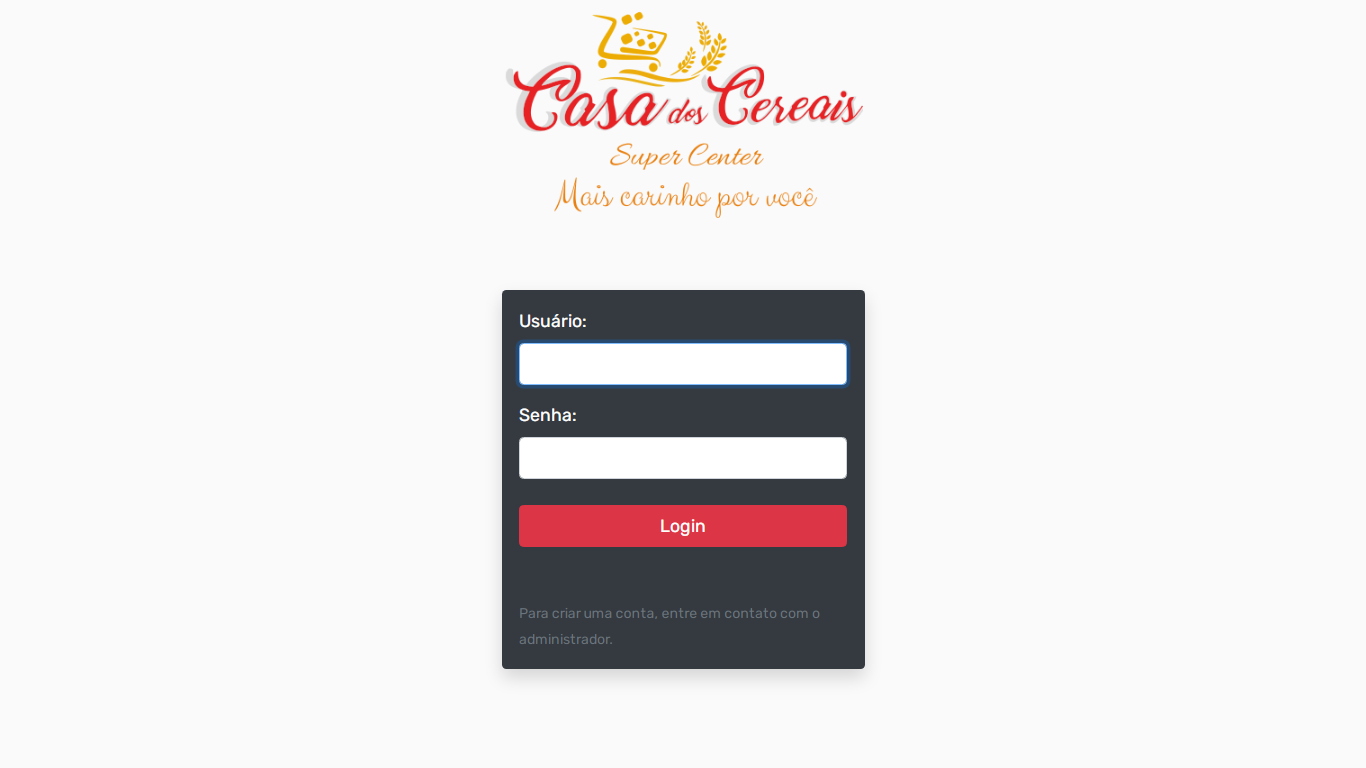 Casa dos Cereais
Super Center
Mais carinho por você
Usuário:
Senha:
Login
Para criar uma conta, entre em contato com o
administrador.